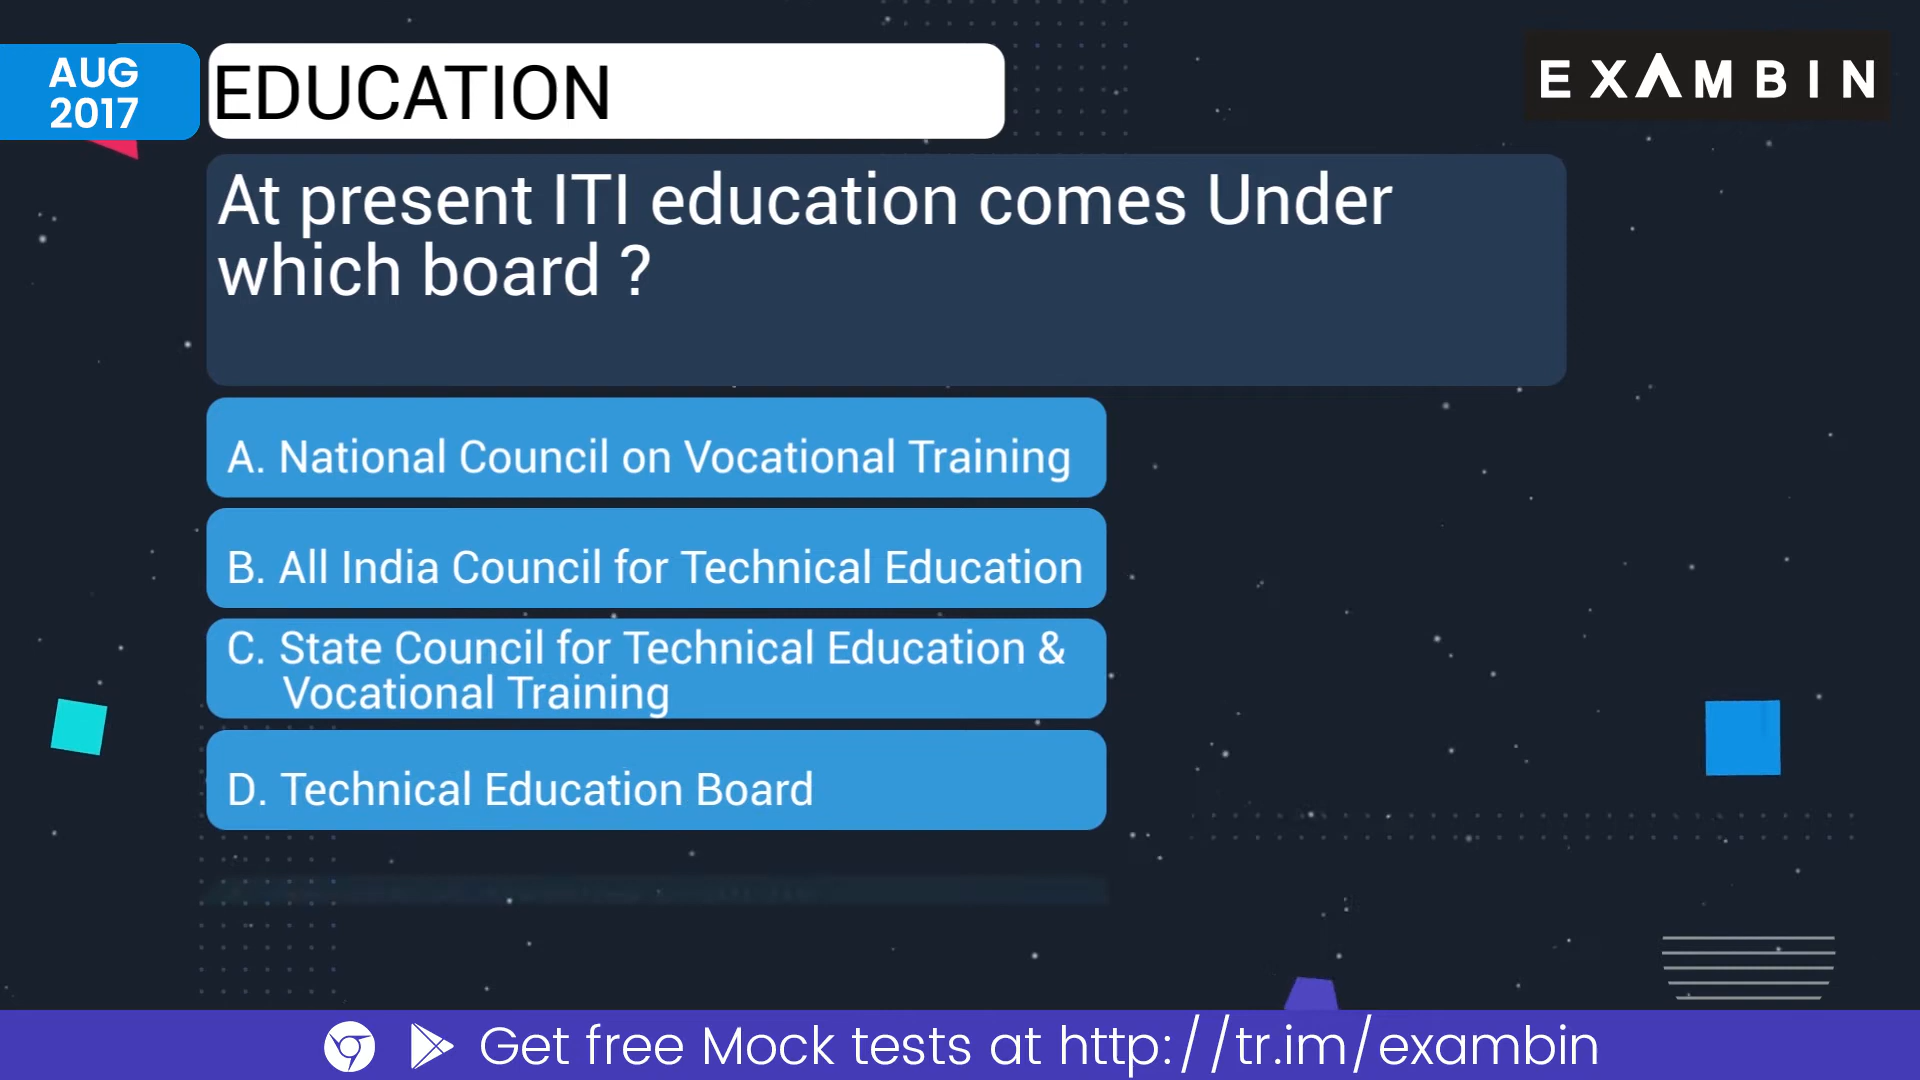 AUG
2017
EDUCATION
EXAMBIN
At present ITI education comes Under
which board ?
A. National Council on Vocational Training
B. All India Council for Technical Education
C. State Council for Technical Education &
Vocational Training
D. Technical Education Board
Get free Mock tests at http://tr.im/exambin